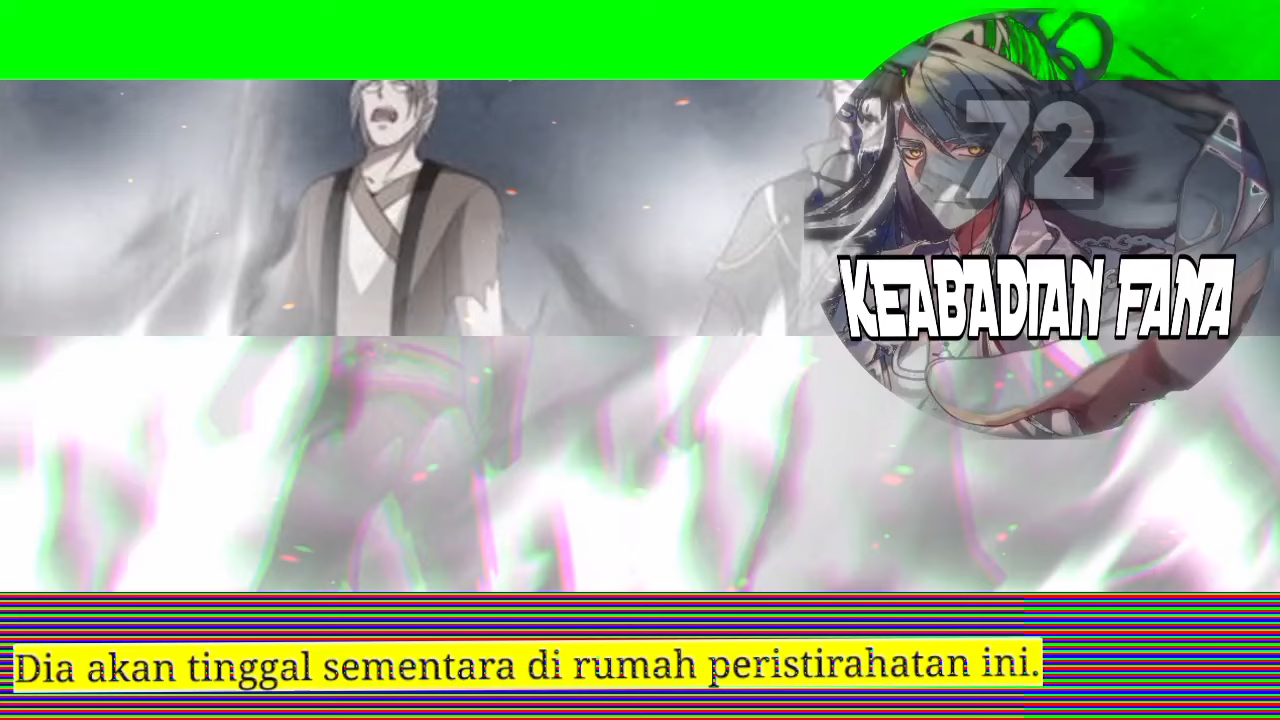 72
KEABADIAN FANA
Dia akan tinggal sementara di rumah peristirahatan ini.